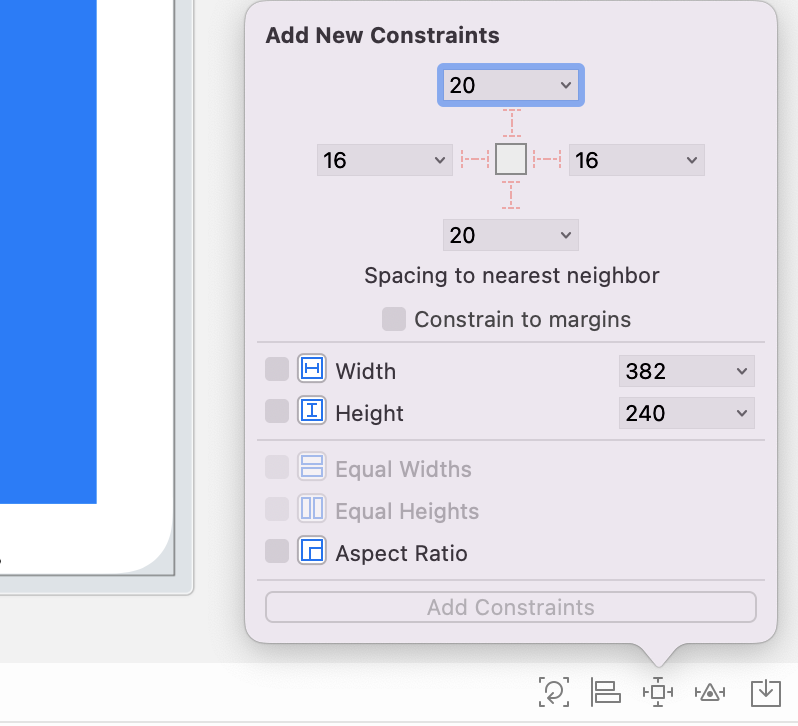 Add New Constraints
20
16 16
20
Spacing to nearest neighbor
Constrain to margins
Width 382
Height 240
Equal Widths
Equal Heights
Aspect Ratio
Add Constraints